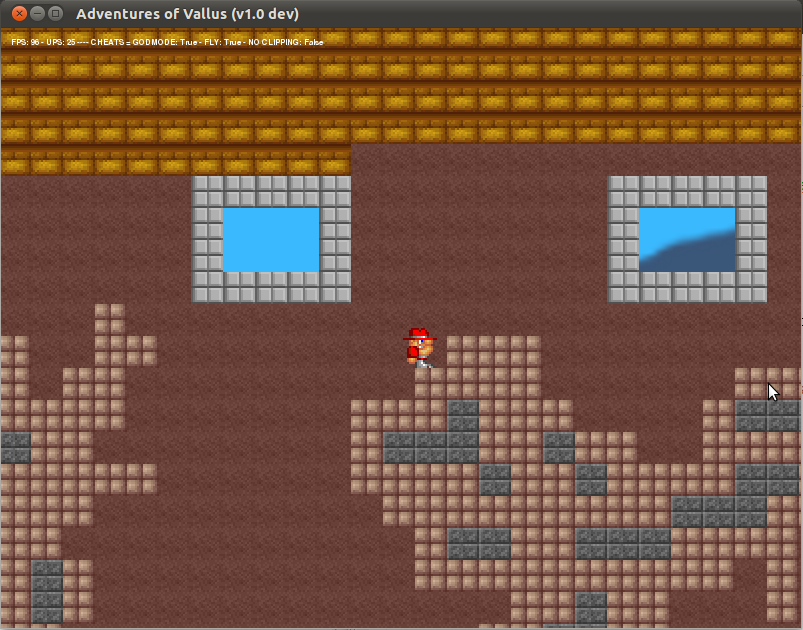 Adventures of Vallus (v1.0 dev)
FPS: 96 - UPS: 25 ---- CHEATS = GODMODE: True - FLY: True - NO CLIPPING: False